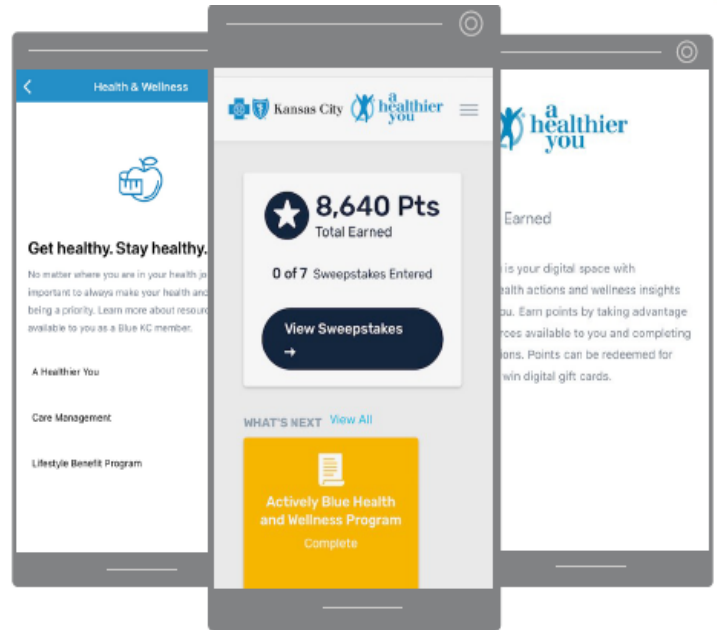 Health & Wellness
Get healthy. Stay healthy.
No matter where you are in your health jo
important to always make your health and
being a priority. Learn more about resourc
available to you as a Blue KC member.
A Healthier You
Care Management
Lifestyle Benefit Program
Kansas City
a
healthier
you
8,640 Pts
Total Earned
0 of 7 Sweepstakes Entered
View Sweepstakes
→
WHAT'S NEXT View All
Actively Blue Health
and Wellness Program
Complete
a
healthier
you
Earned
is your digital space with
ealth actions and wellness insights
ou. Earn points by taking advantage
rces available to you and completing
ions. Points can be redeemed for
win digital gift cards.